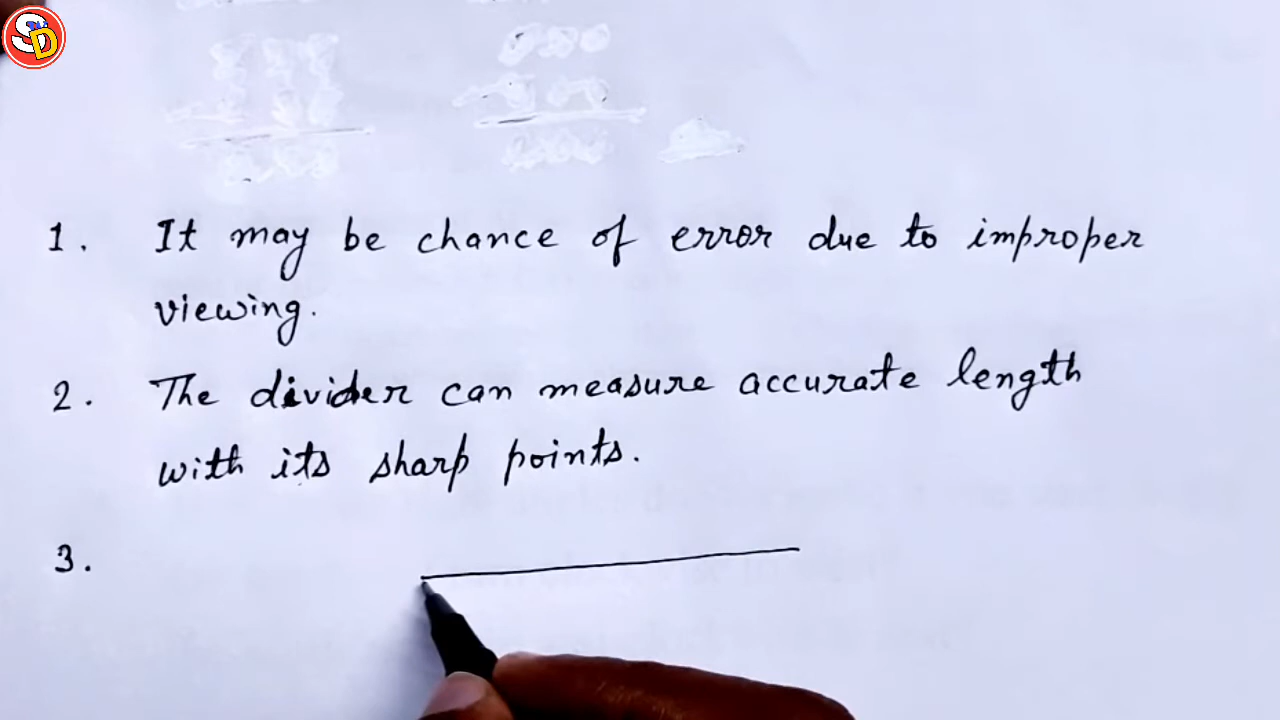 SD
1. It may be chance of error due to improper
viewing.
2. The divider can measure accurate length
with its sharp points.
3.